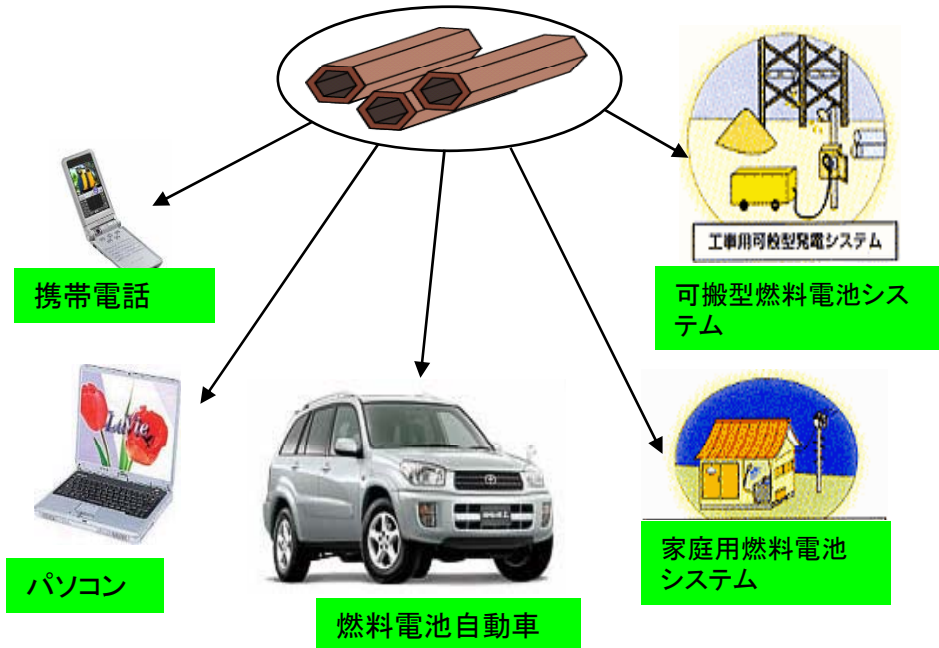 工事用可搬型発電システム
携帯電話
可搬型燃料電池シス
テム
LaVie
パソコン
燃料電池自動車
家庭用燃料電池
システム